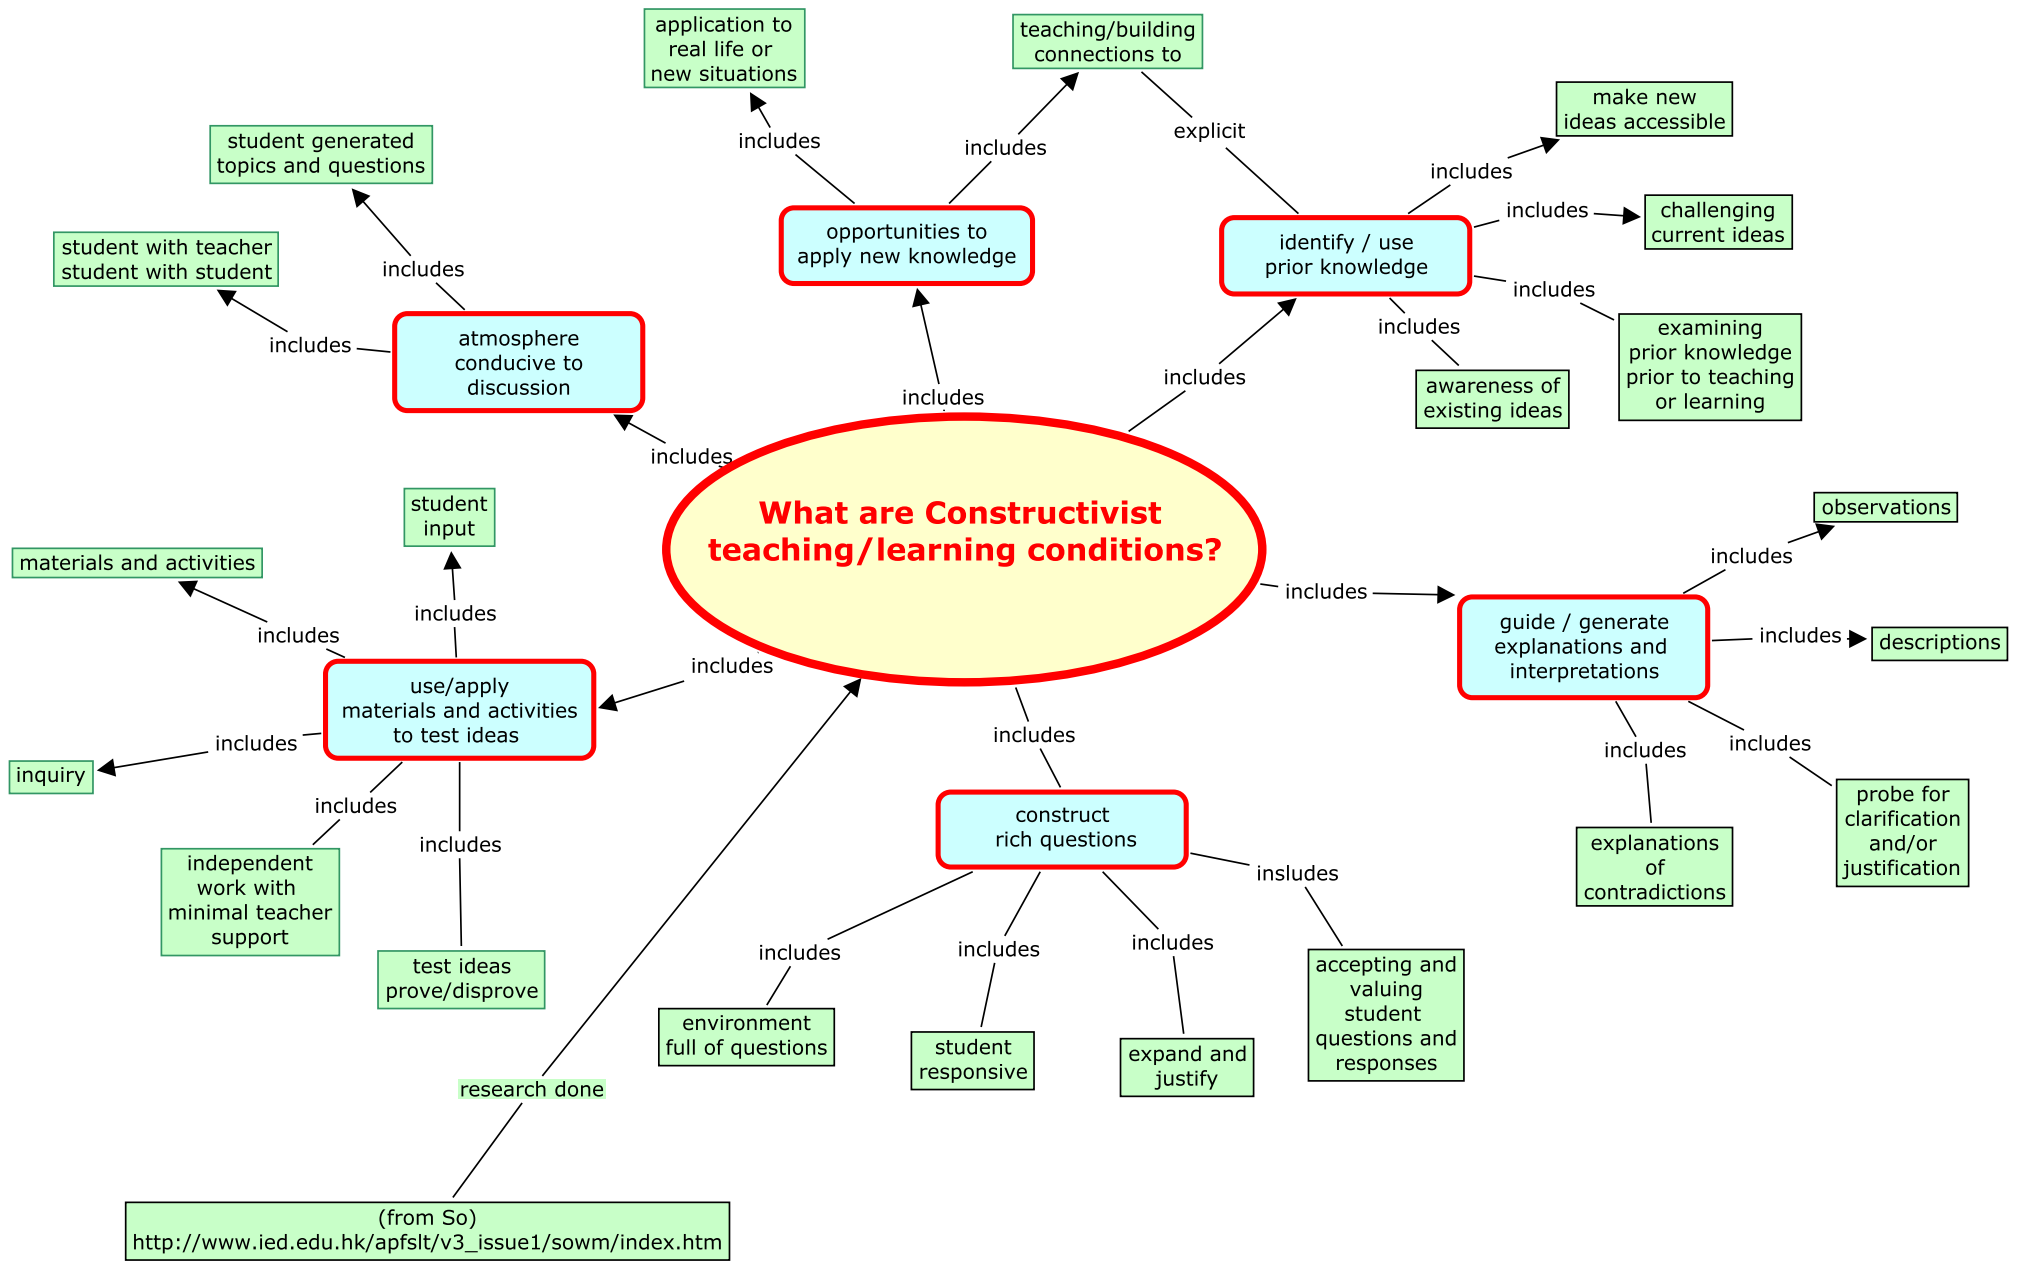 application to
real life or
new situations
teaching/building
connections to
make new
ideas accessible
explicit
student generated
topics and questions
includes
includes
includes
challenging
current ideas
includes
student with teacher
student with student
opportunities to
apply new knowledge
identify / use
prior knowledge
includes
includes
examining
prior knowledge
prior to teaching
or learning
includes
includes
atmosphere
conducive to
discussion
includes
includes
awareness of
existing ideas
includes
What are Constructivist
teaching/learning conditions?
student
input
observations
materials and activities
includes
includes
includes
includes
guide / generate
explanations and
interpretations
includes
descriptions
includes
includes
use/apply
materials and activities
to test ideas
includes
includes
includes
includes
inquiry
includes
construct
rich questions
probe for
clarification
and/or
justification
includes
explanations
of
contradictions
independent
work with
minimal teacher
support
insludes
includes
includes
includes
test ideas
prove/disprove
accepting and
valuing
student
questions and
responses
environment
full of questions
student
responsive
expand and
justify
research done
(from So)
http://www.ied.edu.hk/apfslt/v3_issue1/sowm/index.htm